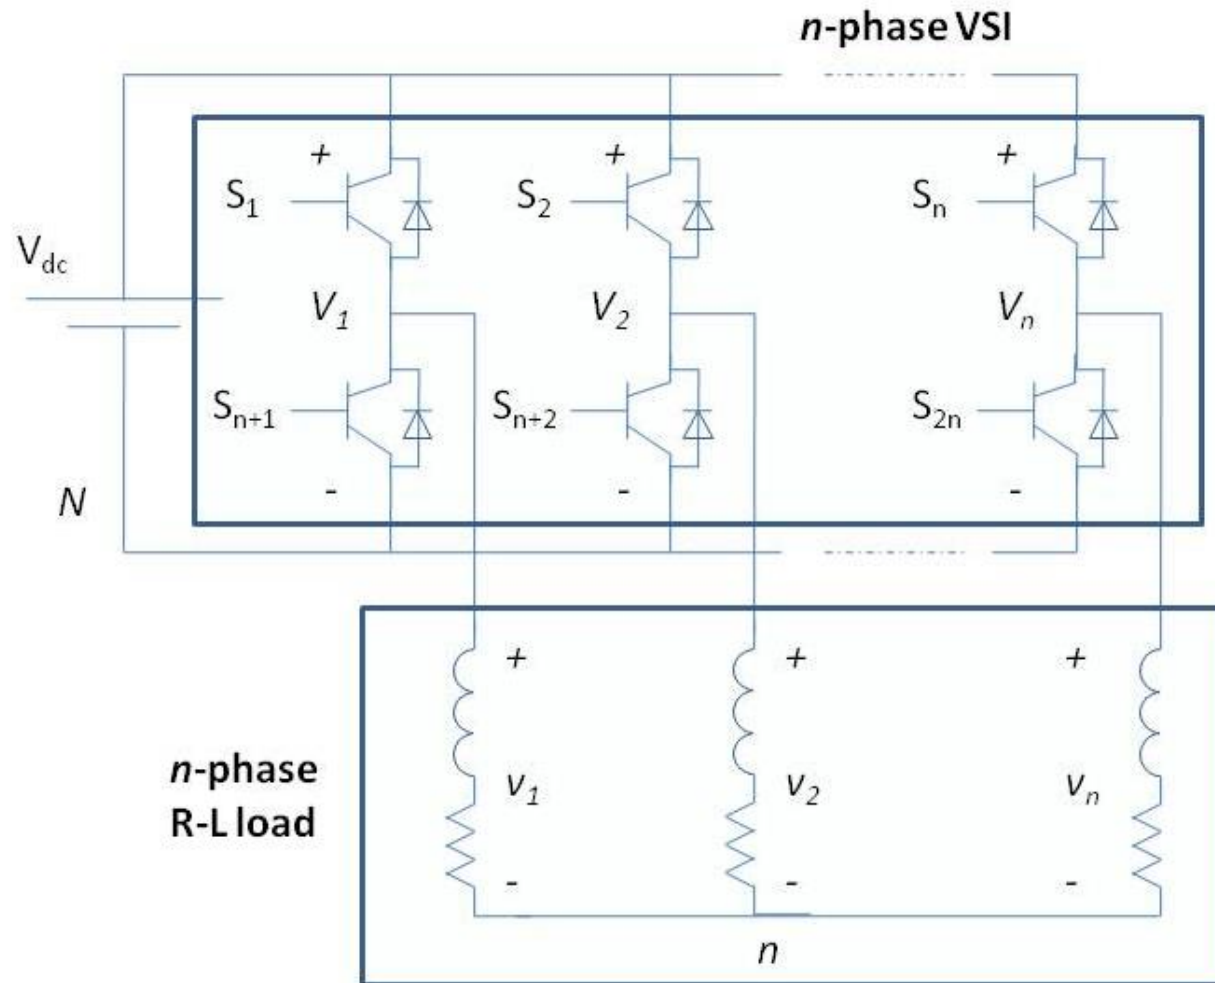 n-phase VSI
+ + +
S1 S2 Sn
Vdc
V1 V2 Vn
Sn+1 Sn+2 S2n
- - -
N
+ + +
n-phase
R-L load
v1 v2 vn
- - -
n